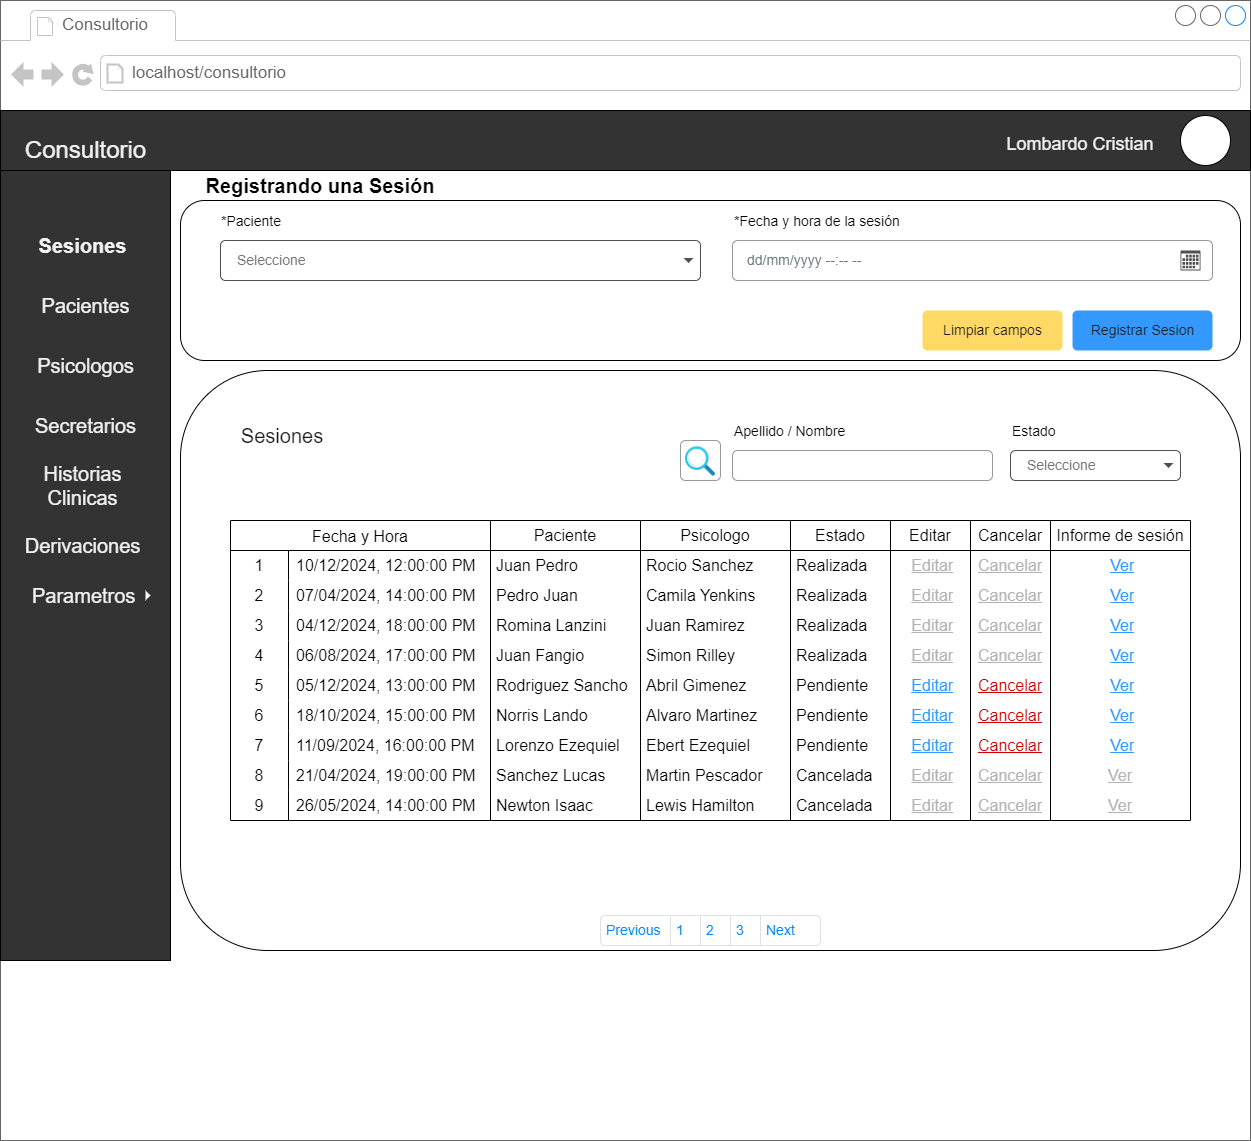 Consultorio
localhost/consultorio
Consultorio
Lombardo Cristian
Sesiones
Pacientes
Psicologos
Secretarios
Historias
Clinicas
Derivaciones
Parametros
Registrando una Sesión
*Paciente
*Fecha y hora de la sesión
Seleccione
dd/mm/yyyy --:-- --
Limpiar campos
Registrar Sesion
Sesiones
Apellido / Nombre
Estado
Seleccione
Fecha y Hora Paciente Psicologo Estado Editar Cancelar Informe de sesión
1 10/12/2024, 12:00:00 PM Juan Pedro Rocio Sanchez Realizada Editar Cancelar Ver
2 07/04/2024, 14:00:00 PM Pedro Juan Camila Yenkins Realizada Editar Cancelar Ver
3 04/12/2024, 18:00:00 PM Romina Lanzini Juan Ramirez Realizada Editar Cancelar Ver
4 06/08/2024, 17:00:00 PM Juan Fangio Simon Rilley Realizada Editar Cancelar Ver
5 05/12/2024, 13:00:00 PM Rodriguez Sancho Abril Gimenez Pendiente Editar Cancelar Ver
6 18/10/2024, 15:00:00 PM Norris Lando Alvaro Martinez Pendiente Editar Cancelar Ver
7 11/09/2024, 16:00:00 PM Lorenzo Ezequiel Ebert Ezequiel Pendiente Editar Cancelar Ver
8 21/04/2024, 19:00:00 PM Sanchez Lucas Martin Pescador Cancelada Editar Cancelar Ver
9 26/05/2024, 14:00:00 PM Newton Isaac Lewis Hamilton Cancelada Editar Cancelar Ver
Previous 1 2 3 Next